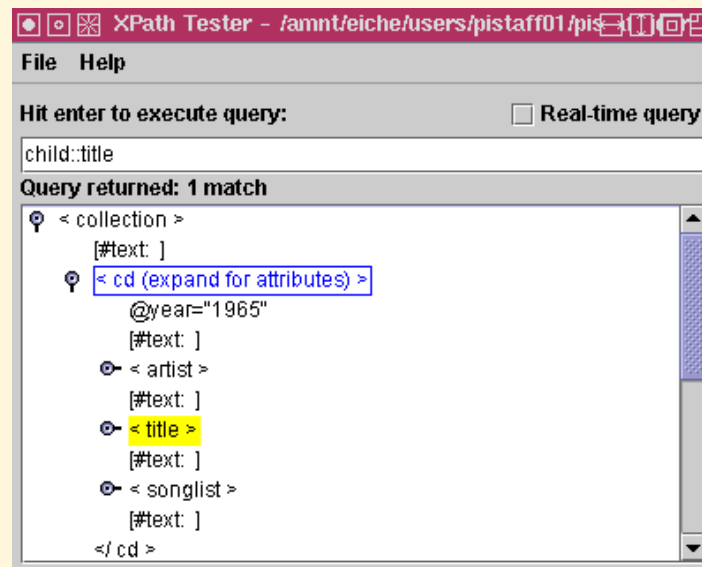 XPath Tester - /amnt/eiche/users/pistaff01/pis
File Help
Hit enter to execute query: Real-time query
child::title
Query returned: 1 match
< collection >
[#text: ]
< cd (expand for attributes) >
@year="1965"
[#text: ]
< artist >
[#text: ]
< title >
[#text: ]
< songlist >
[#text: ]
</ cd >